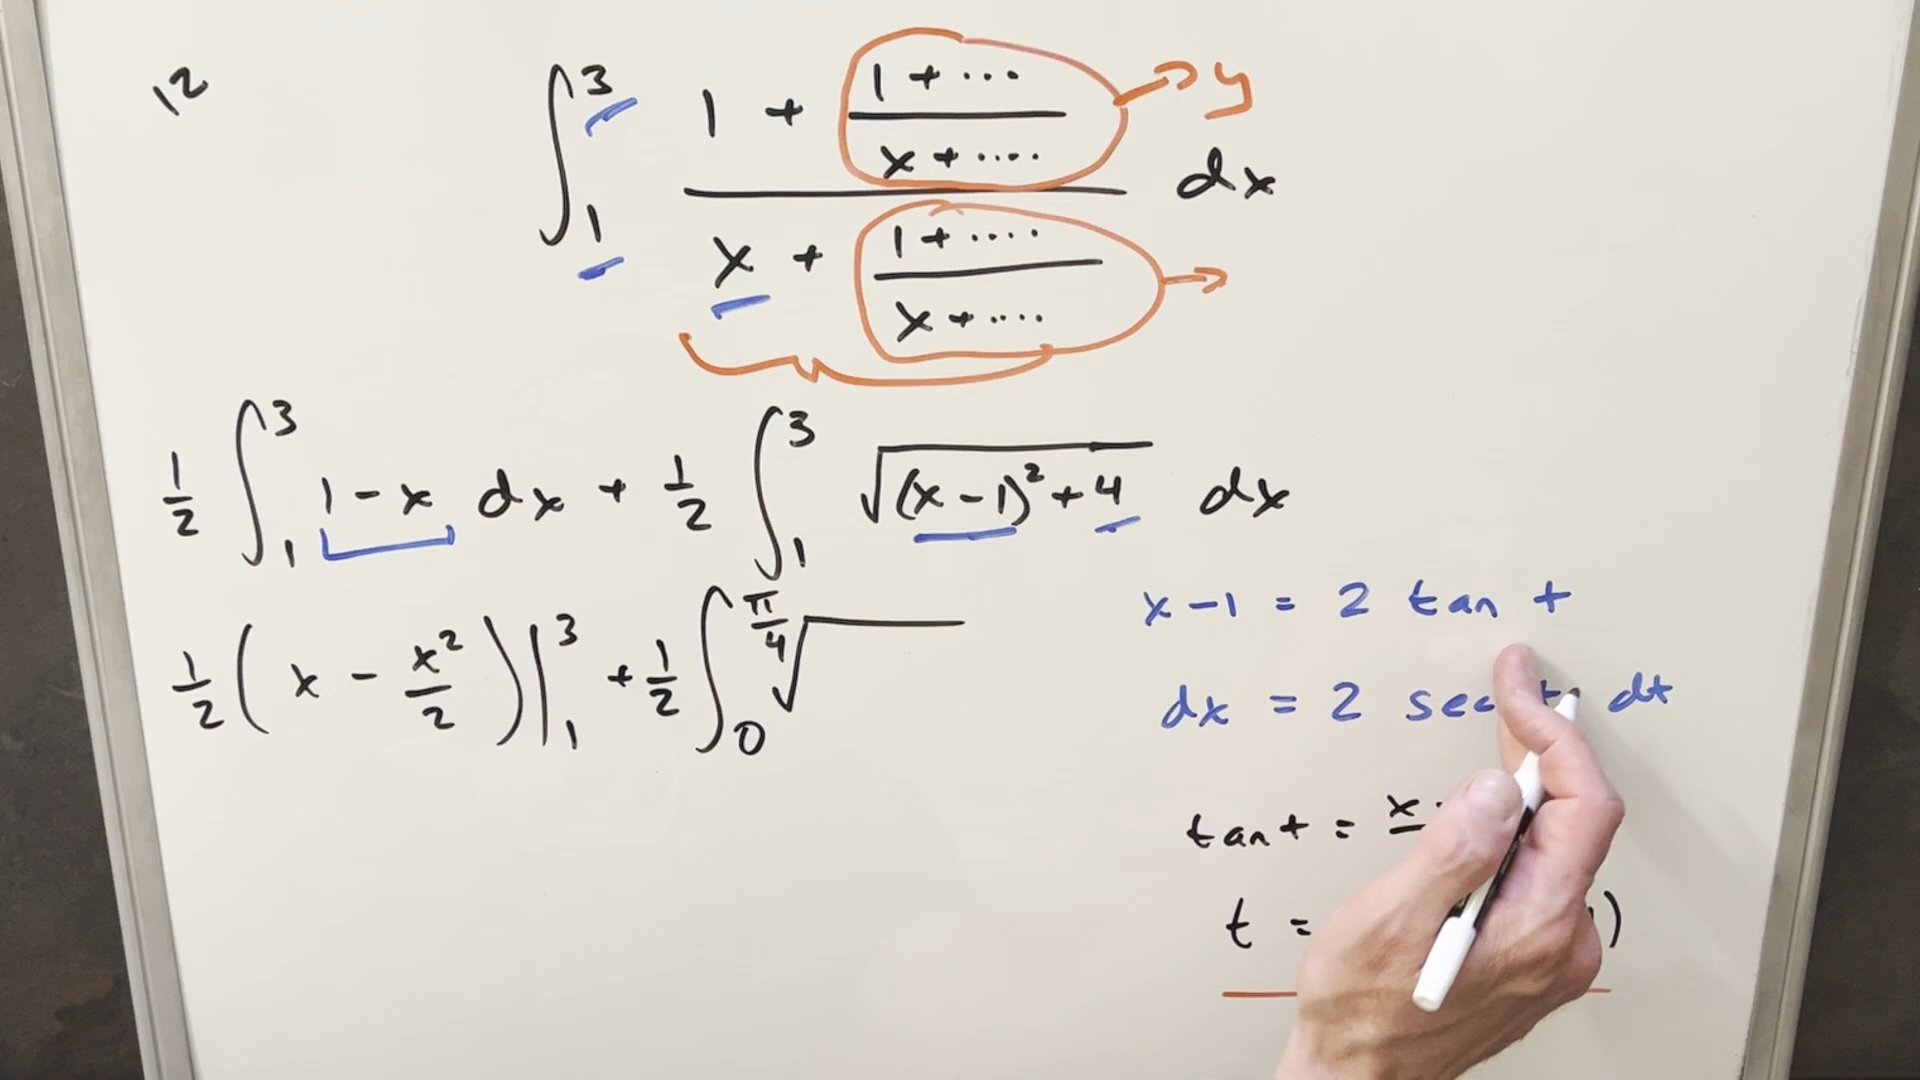 12
∫₁³ (1 + (1 + ···)/(x + ····))/(x + (1 + ····)/(x + ····)) dx → y →
½ ∫₁³ 1 - x dx + ½ ∫₁³ √((x - 1)² + 4) dx
x - 1 = 2 tan t
½ (x - x²/2) |₁³ + ½ ∫₀^(π/4) √
dx = 2 sec t dt
tan t = x
t = )